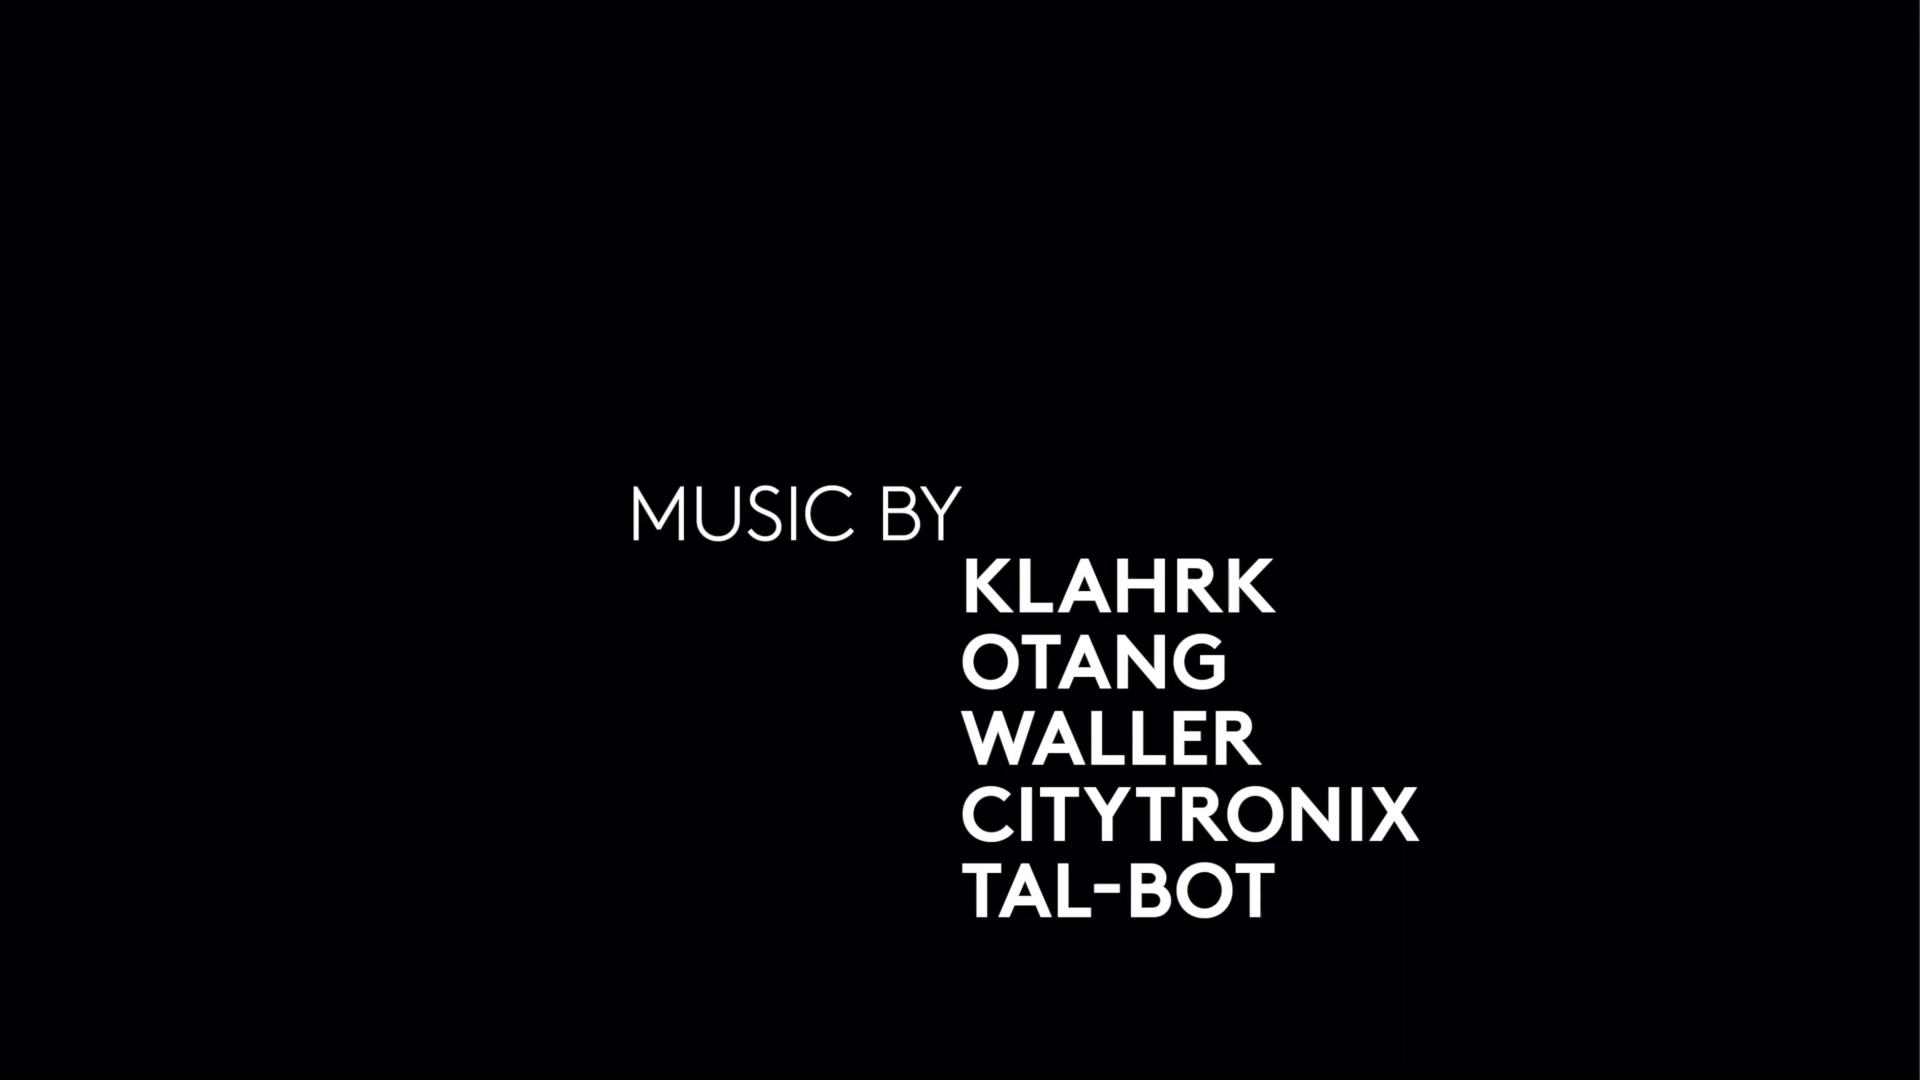 MUSIC BY
KLAHRK
OTANG
WALLER
CITYTRONIX
TAL-BOT